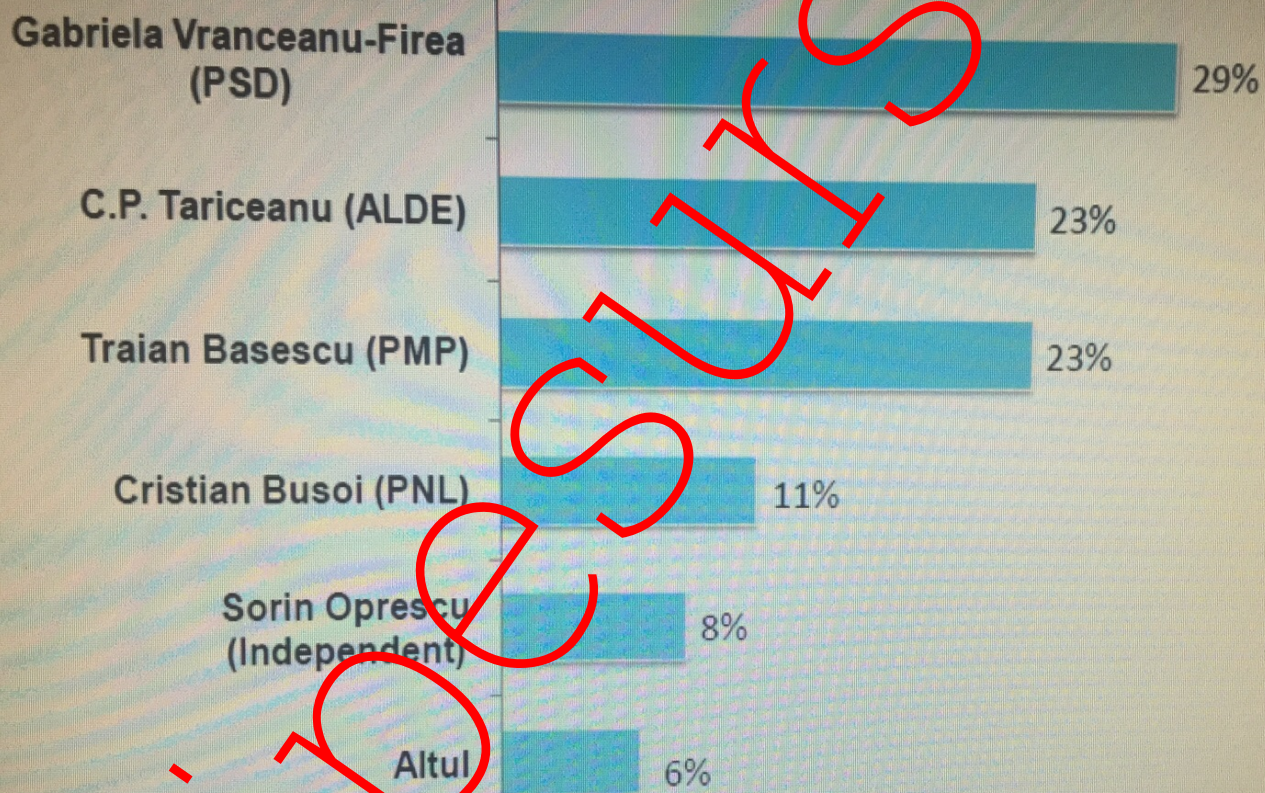 Gabriela Vranceanu-Firea
(PSD)
29%
C.P. Tariceanu (ALDE)
23%
Traian Basescu (PMP)
23%
Cristian Busoi (PNL)
11%
Sorin Oprescu
(Independent)
8%
Altul
6%